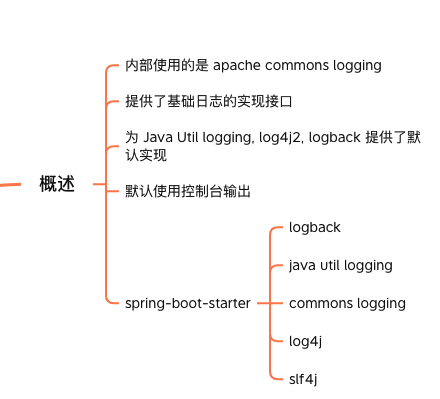 内部使用的是 apache commons logging
提供了基础日志的实现接口
为 Java Util logging, log4j2, logback 提供了默
认实现
概述
默认使用控制台输出
logback
java util logging
spring-boot-starter
commons logging
log4j
slf4j